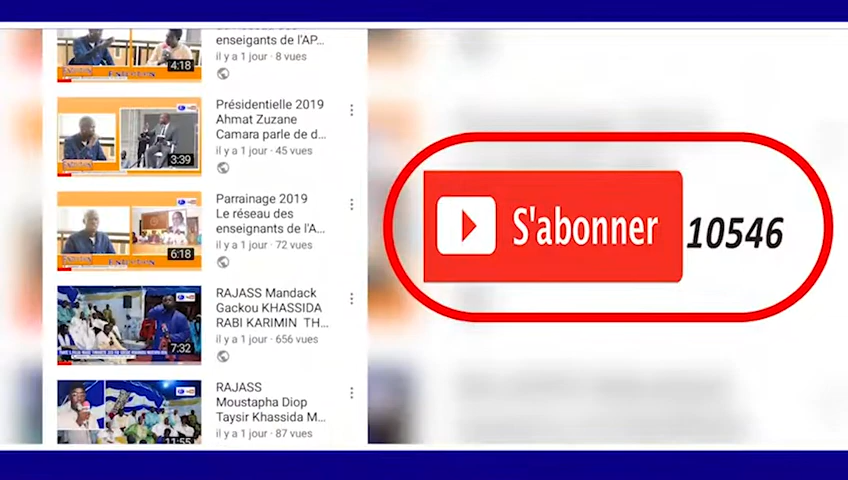 enseigants de l'AP...
il y a 1 jour · 8 vues
4:18
Présidentielle 2019
Ahmat Zuzane
Camara parle de d...
il y a 1 jour · 45 vues
3:39
Parrainage 2019
Le réseau des
enseignants de l'A...
il y a 1 jour · 72 vues
6:18
RAJASS Mandack
Gackou KHASSIDA
RABI KARIMIN TH...
il y a 1 jour · 656 vues
7:32
RAJASS
Moustapha Diop
Taysir Khassida M...
il y a 1 jour · 87 vues
11:55
S'abonner
10546